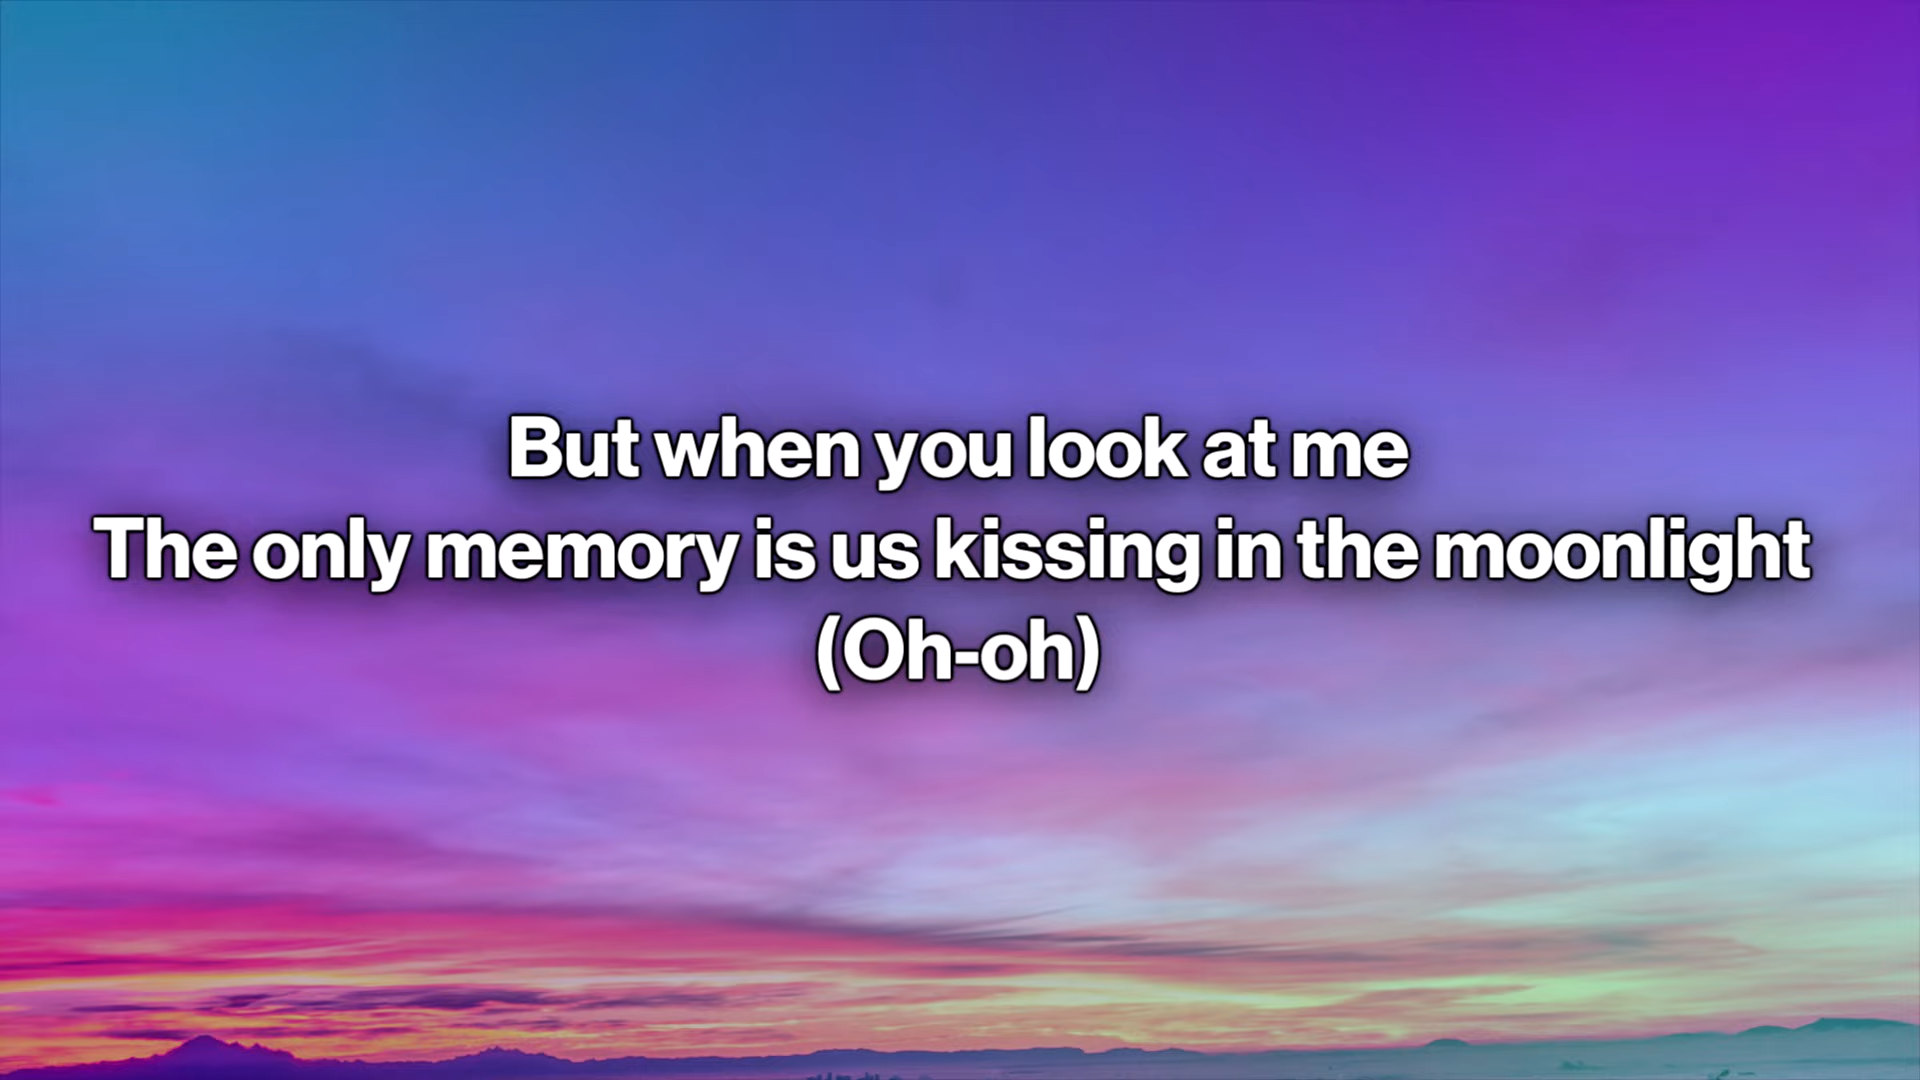 But when you look at me
The only memory is us kissing in the moonlight
(Oh-oh)